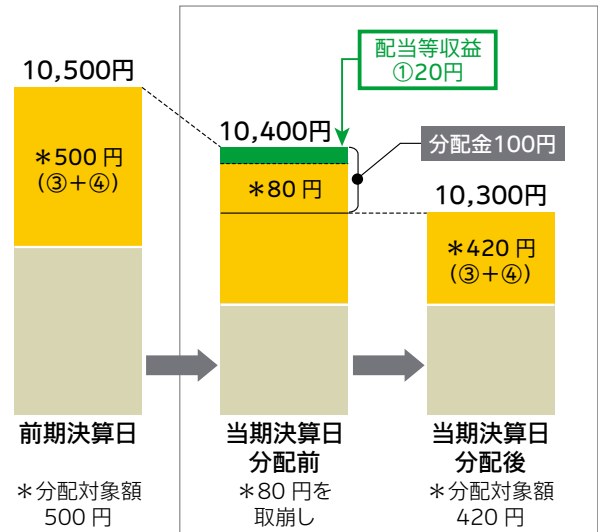 配当等収益
①20円
10,500円
10,400円
分配金100円
＊500 円
(③＋④)
＊80 円
10,300円
＊420 円
(③＋④)
前期決算日
当期決算日
分配前
当期決算日
分配後
＊分配対象額
500 円
＊80 円を
取崩し
＊分配対象額
420 円